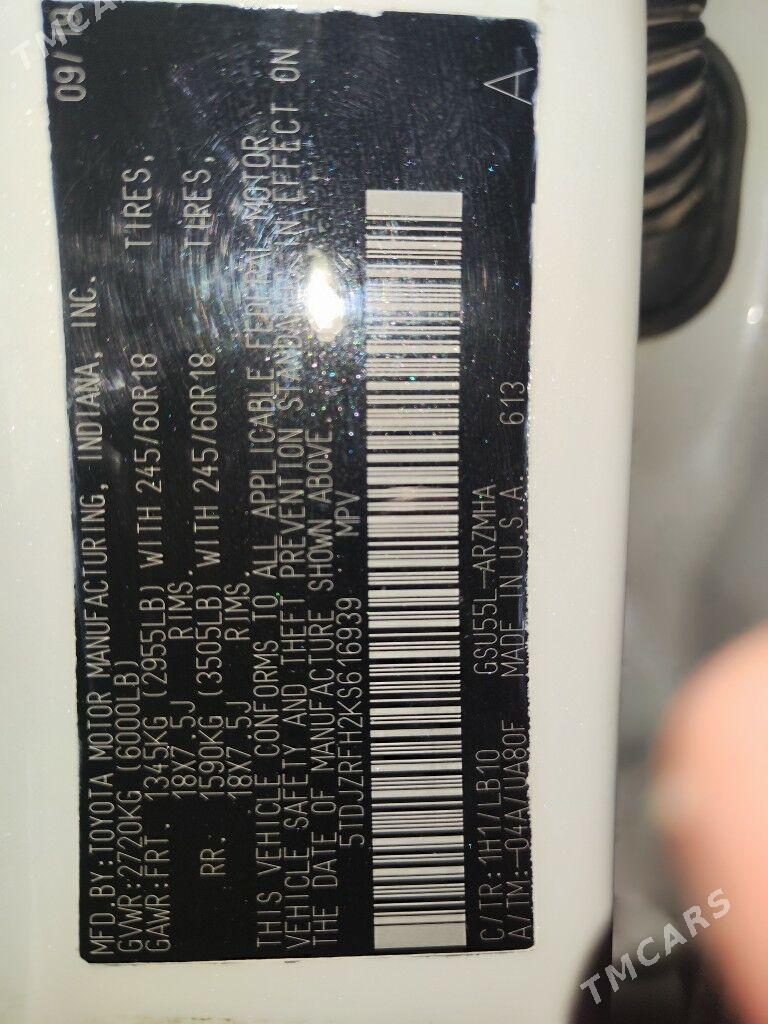 MFD.BY:TOYOTA MOTOR MANUFACTURING, INDIANA, INC. 09/
GVWR:2720KG (6000LB)
GAWR:FRT. 1345KG (2955LB) WITH 245/60R18 TIRES,
18X7.5J RIMS.
RR: 1590KG (3505LB) WITH 245/60R18 TIRES,
18X7.5J RIMS.
THIS VEHICLE CONFORMS TO ALL APPLICABLE FEDERAL MOTOR
VEHICLE SAFETY AND THEFT PREVENTION STANDARDS IN EFFECT ON
THE DATE OF MANUFACTURE SHOWN ABOVE.
5TDJZRFH2KS616939 MPV
C/TR:1H1/LB10 GSU55L-ARZMHA A
A/TM:-04A/UA80F MADE IN U.S.A. 613
TMCARS
TMCARS